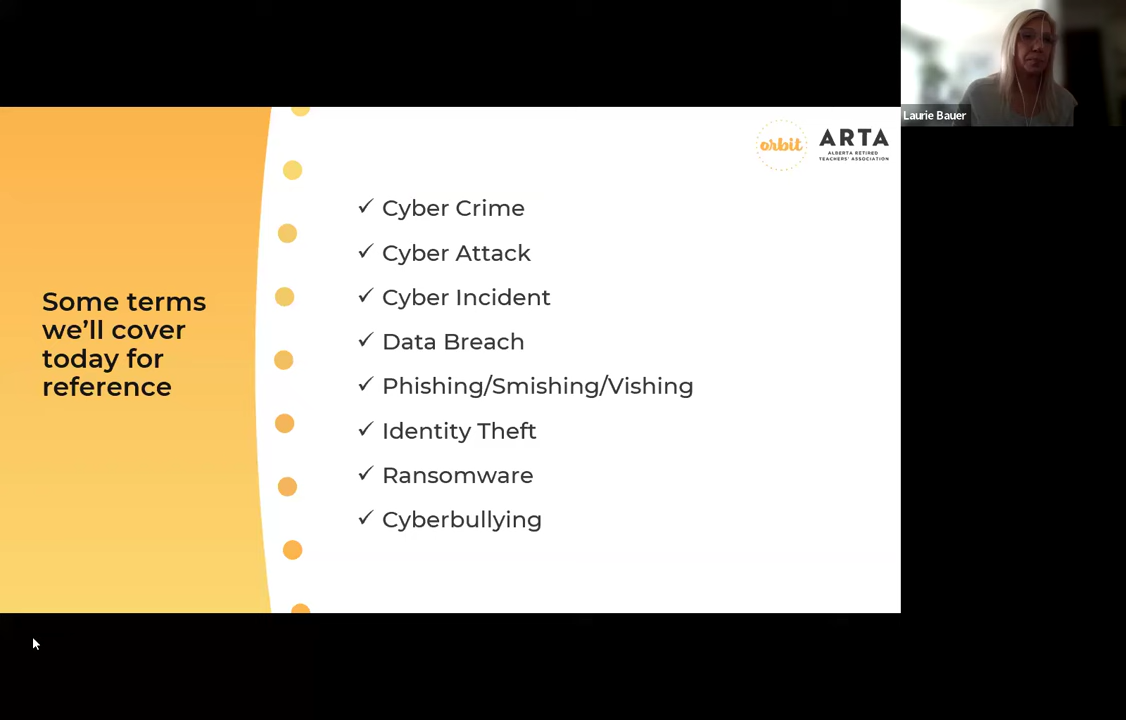 Laurie Bauer
orbit
ARTA
ALBERTA RETIRED
TEACHERS' ASSOCIATION
Some terms
we'll cover
today for
reference
✓ Cyber Crime
✓ Cyber Attack
✓ Cyber Incident
✓ Data Breach
✓ Phishing/Smishing/Vishing
✓ Identity Theft
✓ Ransomware
✓ Cyberbullying